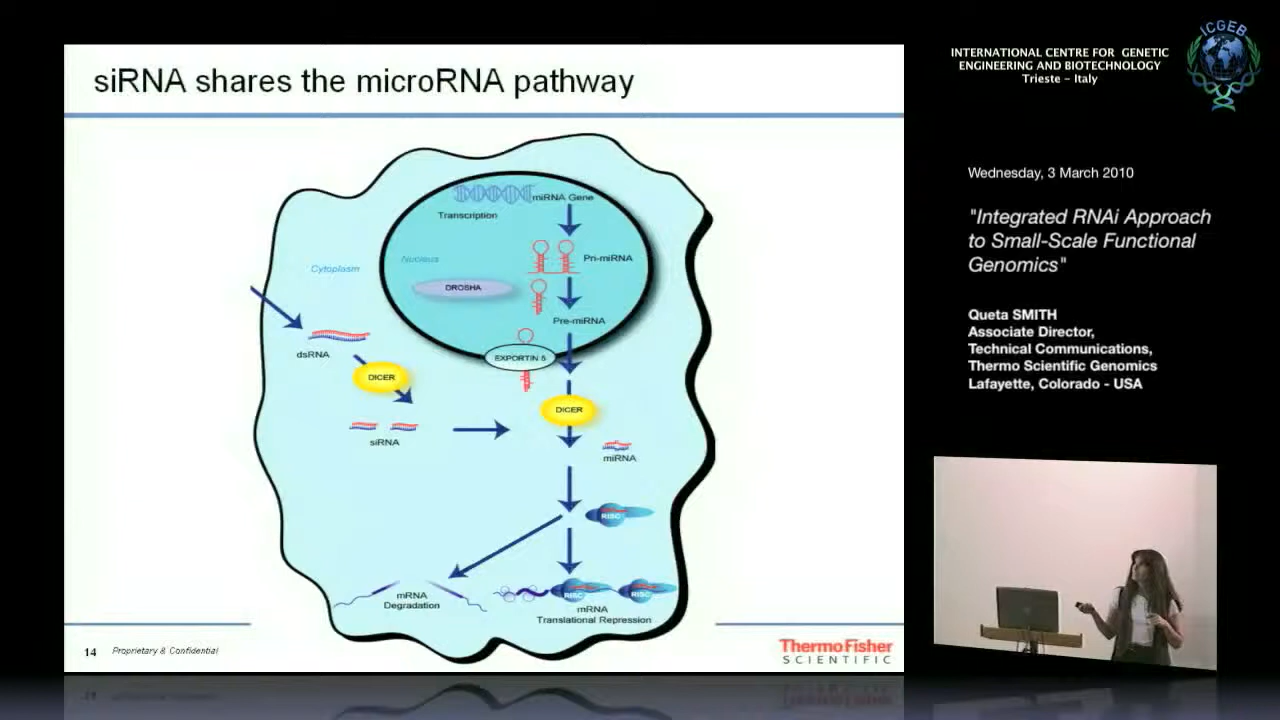 siRNA shares the microRNA pathway
miRNA Gene
Transcription
Pri-miRNA
Nucleus
Cytoplasm
DROSHA
Pre-miRNA
EXPORTIN 5
dsRNA
DICER
DICER
siRNA
miRNA
RISC
mRNA
Degradation
RISC
RISC
mRNA
Translational Repression
14
Proprietary & Confidential
ThermoFisher
SCIENTIFIC
INTERNATIONAL CENTRE FOR GENETIC
ENGINEERING AND BIOTECHNOLOGY
Trieste – Italy
ICGEB
Wednesday, 3 March 2010
"Integrated RNAi Approach
to Small-Scale Functional
Genomics"
Queta SMITH
Associate Director,
Technical Communications,
Thermo Scientific Genomics
Lafayette, Colorado - USA